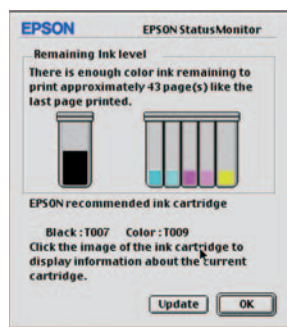 EPSON EPSON StatusMonitor
Remaining Ink level
There is enough color ink remaining to
print approximately 43 page(s) like the
last page printed.
EPSON recommended ink cartridge
Black : T007 Color : T009
Click the image of the ink cartridge to
display information about the current
cartridge.
Update OK